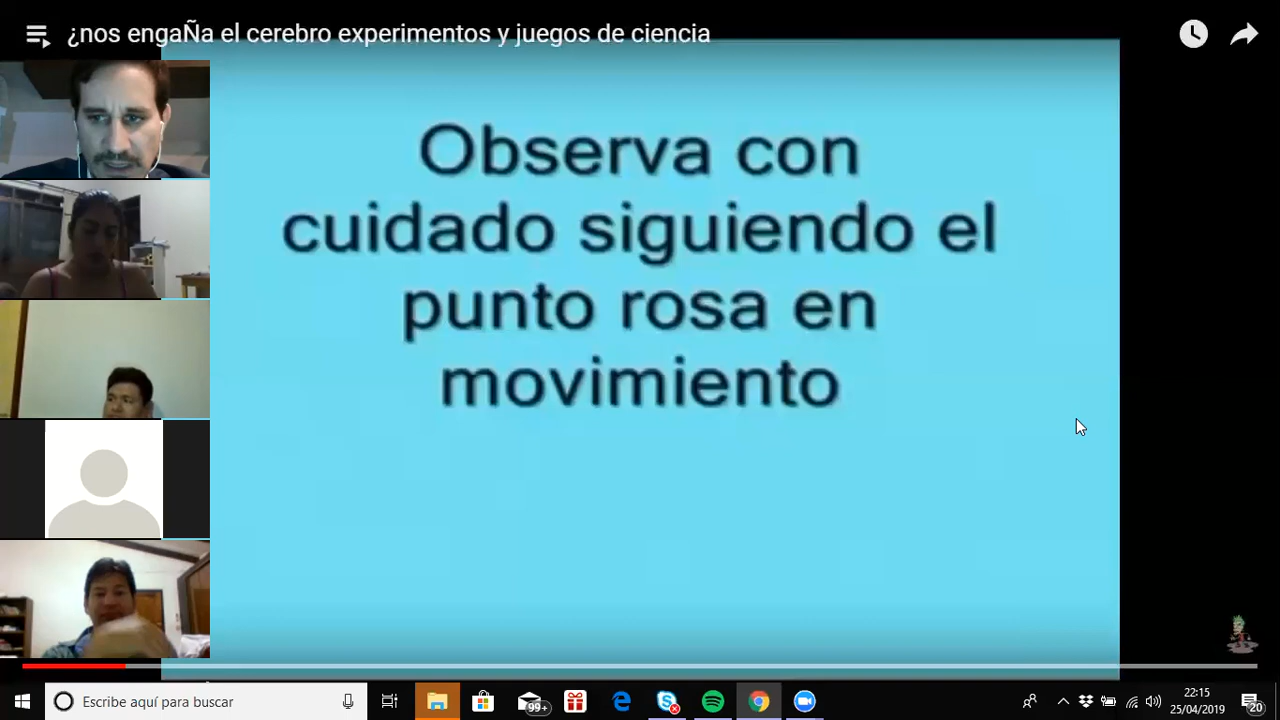 ¿nos engaÑa el cerebro experimentos y juegos de ciencia
Observa con
cuidado siguiendo el
punto rosa en
movimiento
Escribe aquí para buscar
99+
22:15
25/04/2019
20